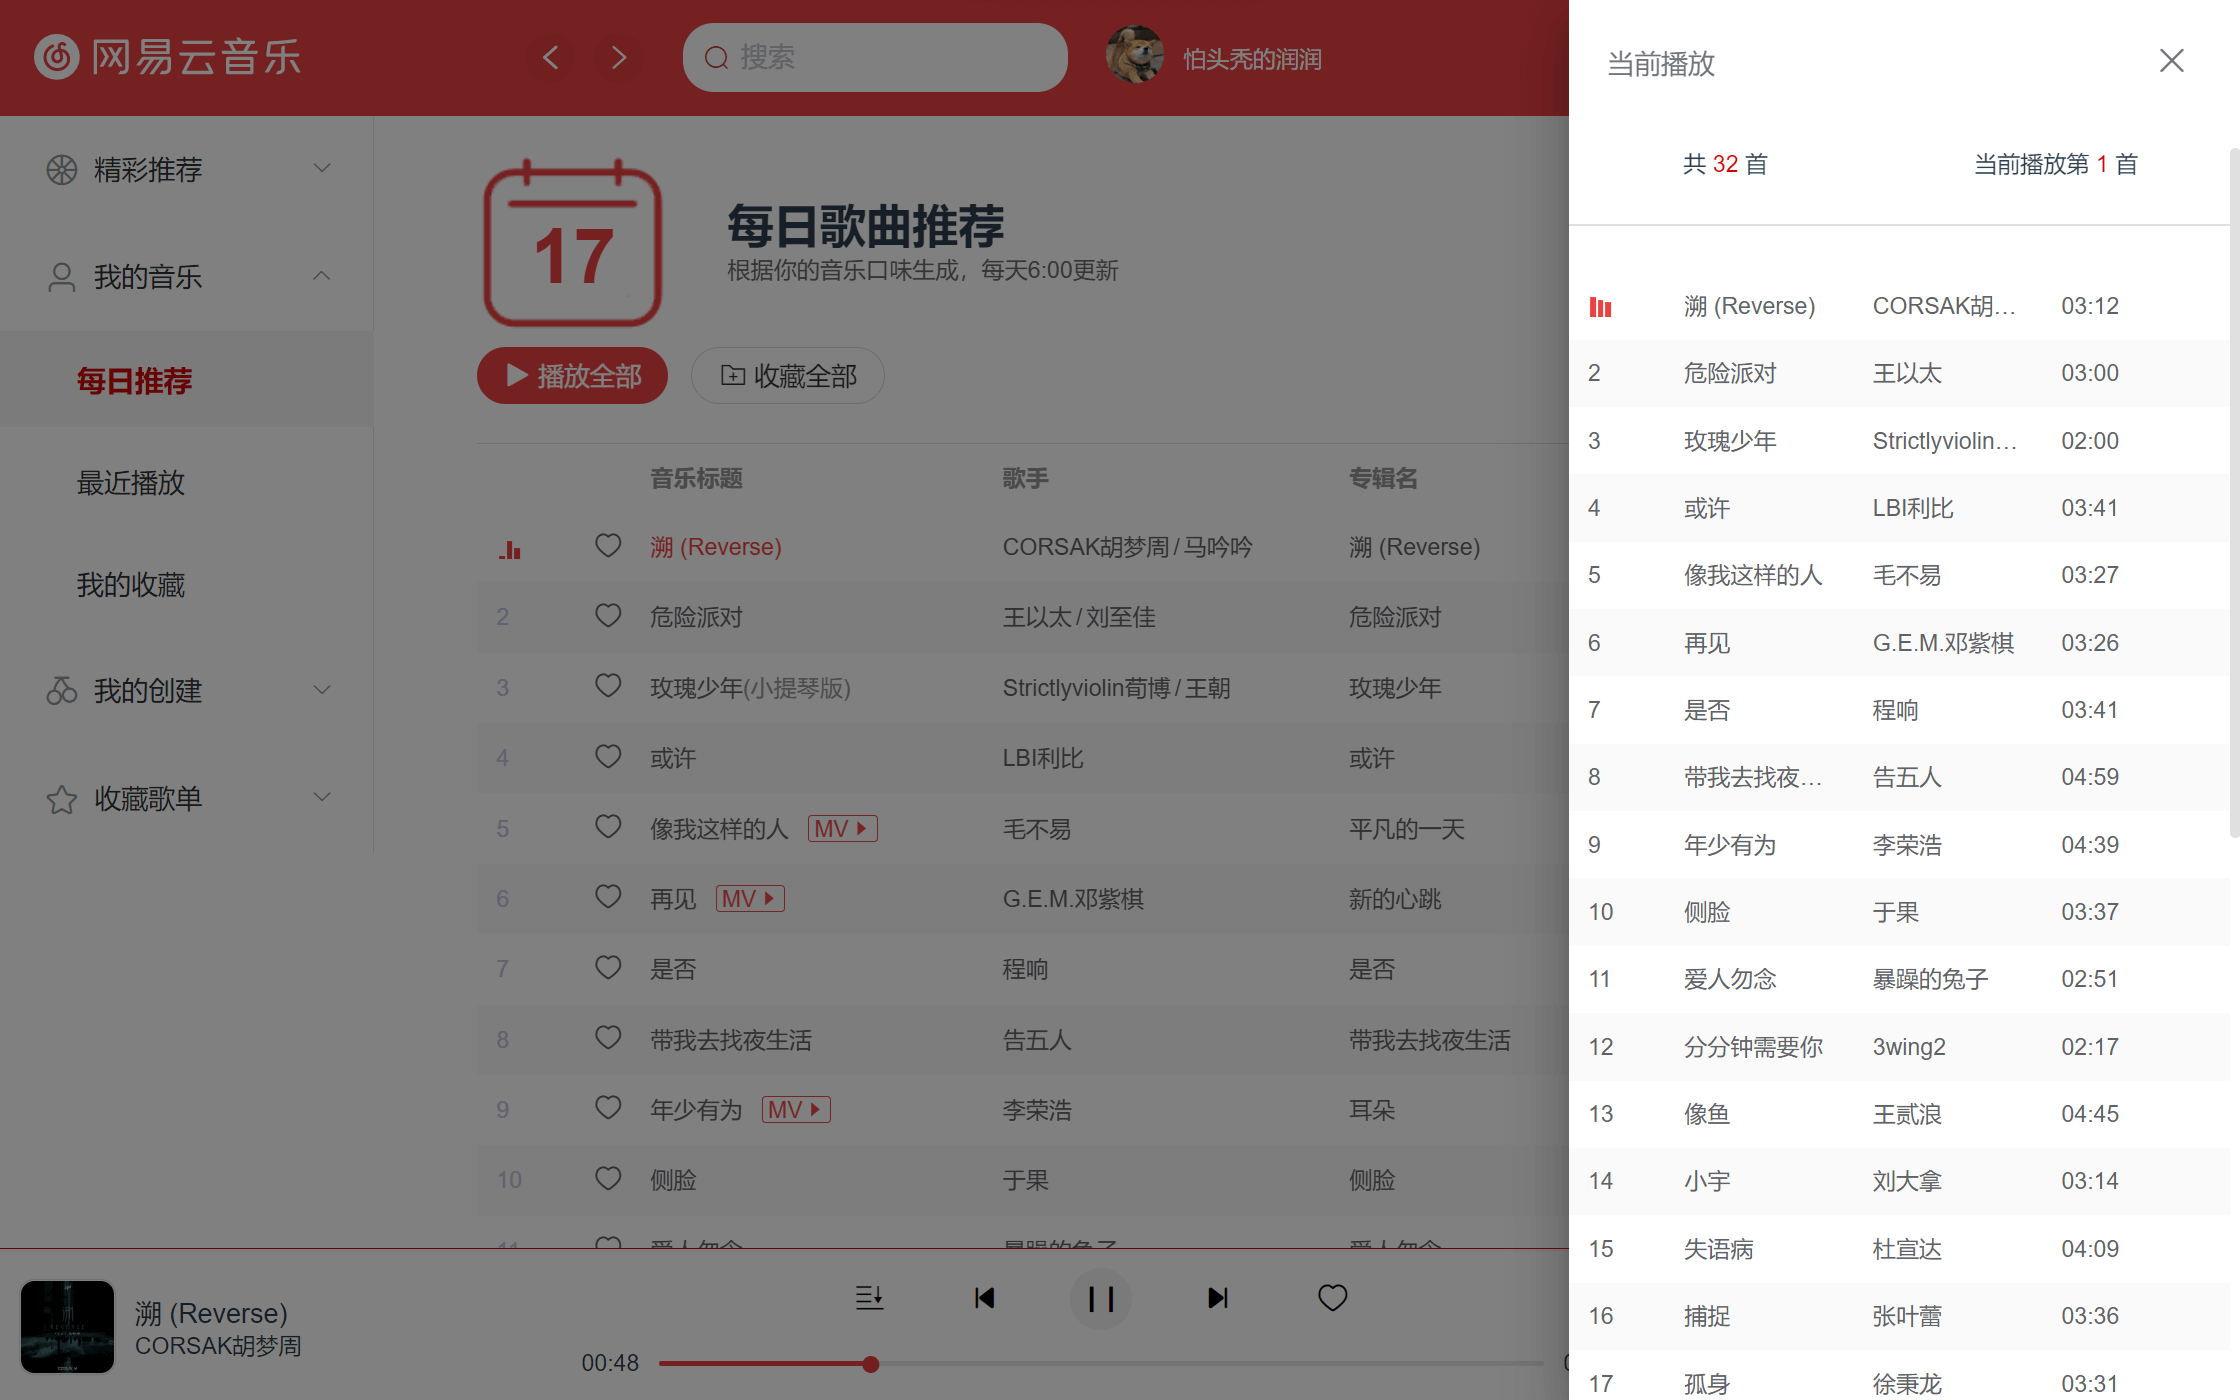 网易云音乐
搜索
怕头秃的润润
精彩推荐
我的音乐
每日推荐
最近播放
我的收藏
我的创建
收藏歌单
17
每日歌曲推荐
根据你的音乐口味生成，每天6:00更新
播放全部
收藏全部
音乐标题 歌手 专辑名
溯 (Reverse) CORSAK胡梦周 / 马吟吟 溯 (Reverse)
2 危险派对 王以太 / 刘至佳 危险派对
3 玫瑰少年(小提琴版) Strictlyviolin荀博 / 王朝 玫瑰少年
4 或许 LBI利比 或许
5 像我这样的人 MV 毛不易 平凡的一天
6 再见 MV G.E.M.邓紫棋 新的心跳
7 是否 程响 是否
8 带我去找夜生活 告五人 带我去找夜生活
9 年少有为 MV 李荣浩 耳朵
10 侧脸 于果 侧脸
11 爱人勿念 暴躁的兔子 爱人勿念
溯 (Reverse)
CORSAK胡梦周
00:48
当前播放
共 32 首 当前播放第 1 首
溯 (Reverse) CORSAK胡… 03:12
2 危险派对 王以太 03:00
3 玫瑰少年 Strictlyviolin… 02:00
4 或许 LBI利比 03:41
5 像我这样的人 毛不易 03:27
6 再见 G.E.M.邓紫棋 03:26
7 是否 程响 03:41
8 带我去找夜… 告五人 04:59
9 年少有为 李荣浩 04:39
10 侧脸 于果 03:37
11 爱人勿念 暴躁的兔子 02:51
12 分分钟需要你 3wing2 02:17
13 像鱼 王贰浪 04:45
14 小宇 刘大拿 03:14
15 失语病 杜宣达 04:09
16 捕捉 张叶蕾 03:36
17 孤身 徐秉龙 03:31